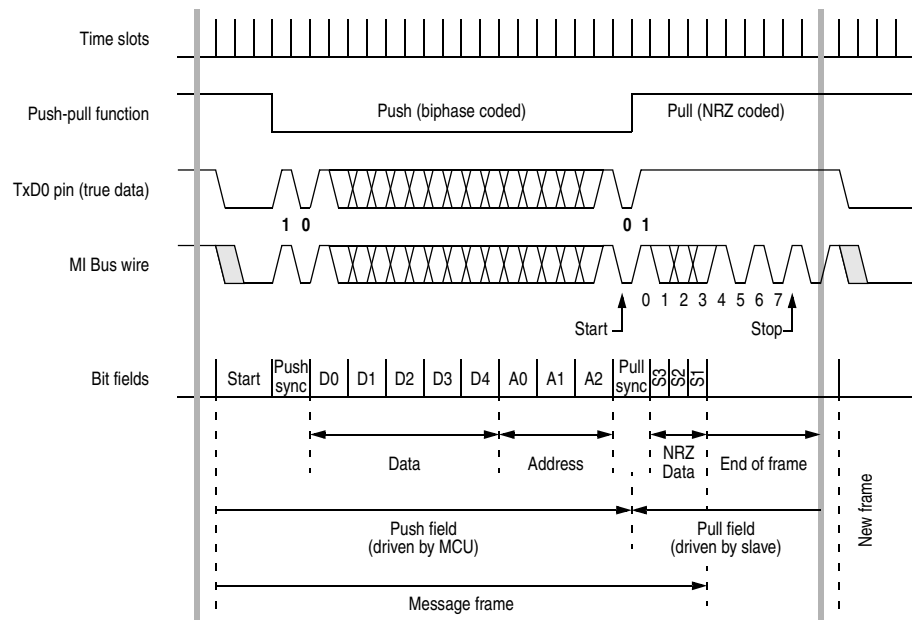 Time slots
Push-pull function
Push (biphase coded)
Pull (NRZ coded)
TxD0 pin (true data)
1 0
0 1
MI Bus wire
0 1 2 3 4 5 6 7
Start
Stop
Bit fields
Start
Push
sync
D0
D1
D2
D3
D4
A0
A1
A2
Pull
sync
S3
S2
S1
Data
Address
NRZ
Data
End of frame
Push field
(driven by MCU)
Pull field
(driven by slave)
New frame
Message frame